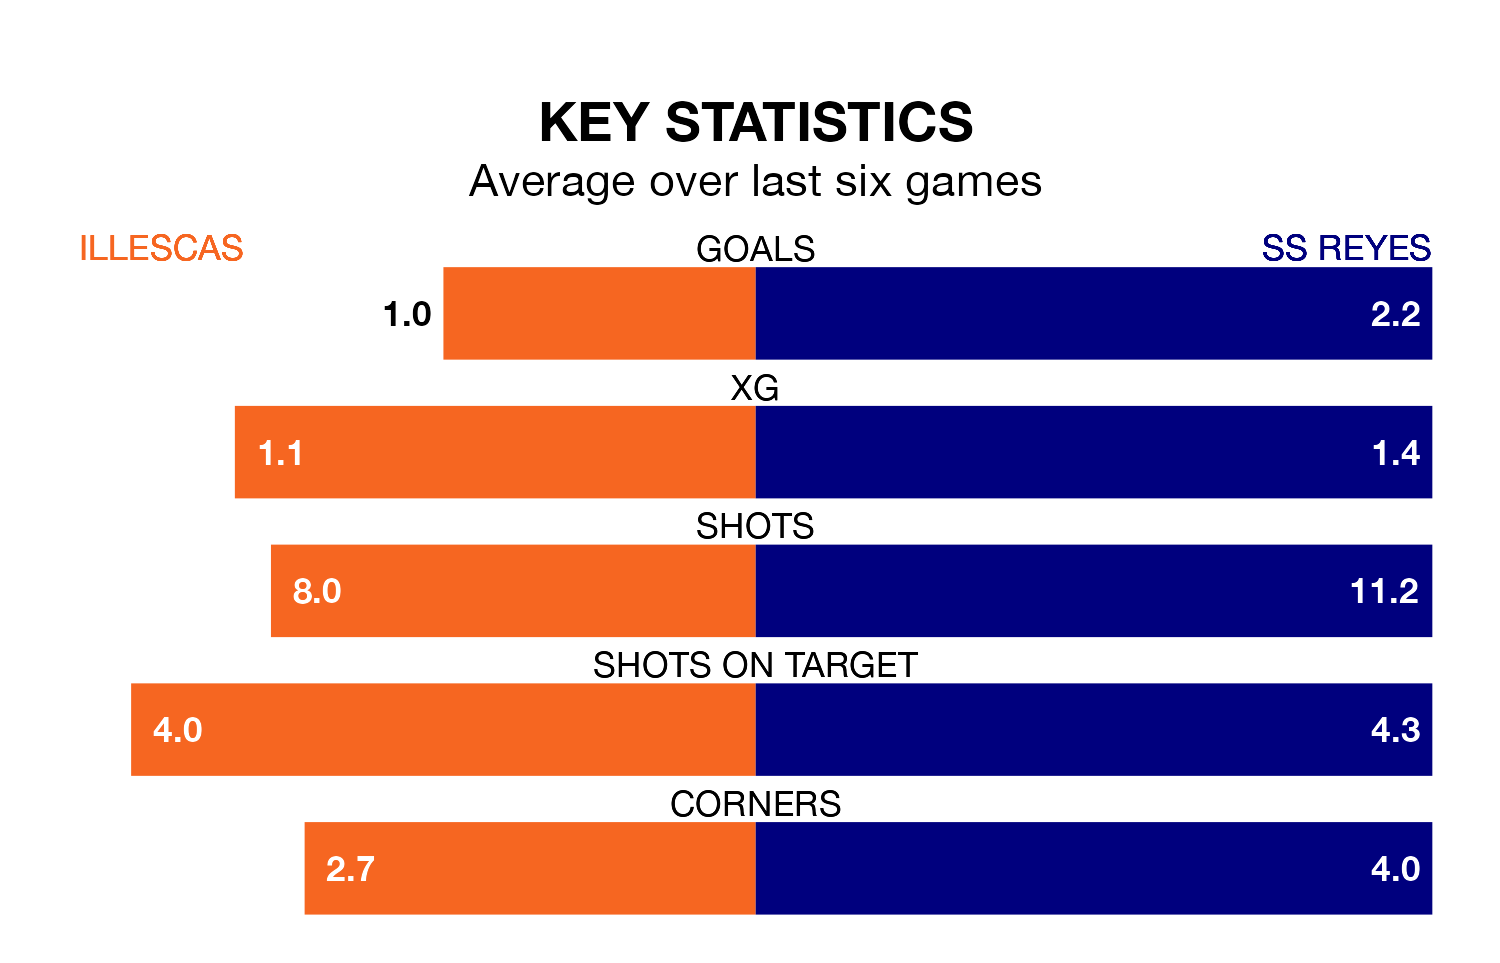 KEY STATISTICS
Average over last six games
ILLESCAS GOALS SS REYES
1.0 2.2
XG
1.1 1.4
SHOTS
8.0 11.2
SHOTS ON TARGET
4.0 4.3
CORNERS
2.7 4.0